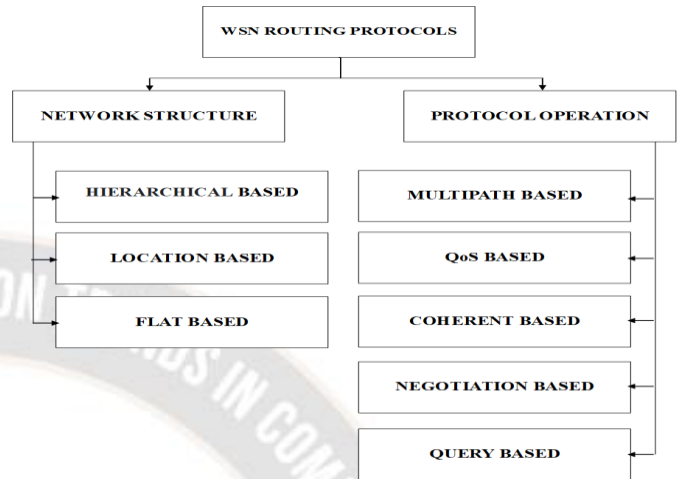 WSN ROUTING PROTOCOLS
NETWORK STRUCTURE
PROTOCOL OPERATION
HIERARCHICAL BASED
LOCATION BASED
FLAT BASED
MULTIPATH BASED
QoS BASED
COHERENT BASED
NEGOTIATION BASED
QUERY BASED
IN